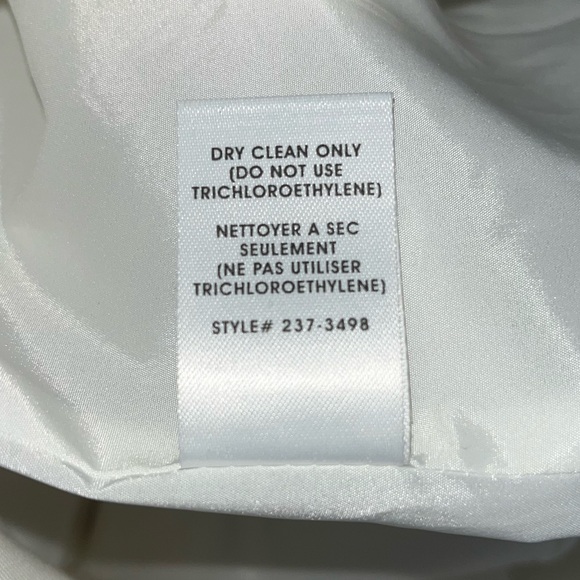 DRY CLEAN ONLY
(DO NOT USE
TRICHLOROETHYLENE)
NETTOYER A SEC
SEULEMENT
(NE PAS UTILISER
TRICHLOROETHYLENE)
STYLE# 237-3498